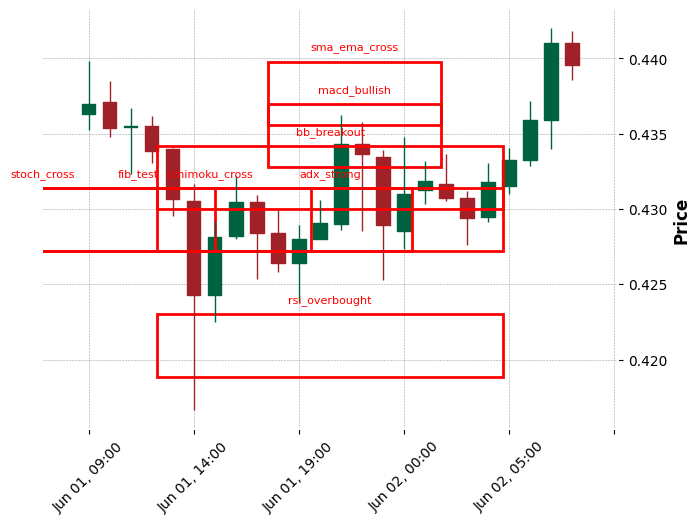 sma_ema_cross
0.440
macd_bullish
0.435
bb_breakout
stoch_cross
fib_test
adx_strong
0.430
Price
0.425
rsi_overbought
0.420
Jun 01, 09:00
Jun 01, 14:00
Jun 01, 19:00
Jun 02, 00:00
Jun 02, 05:00